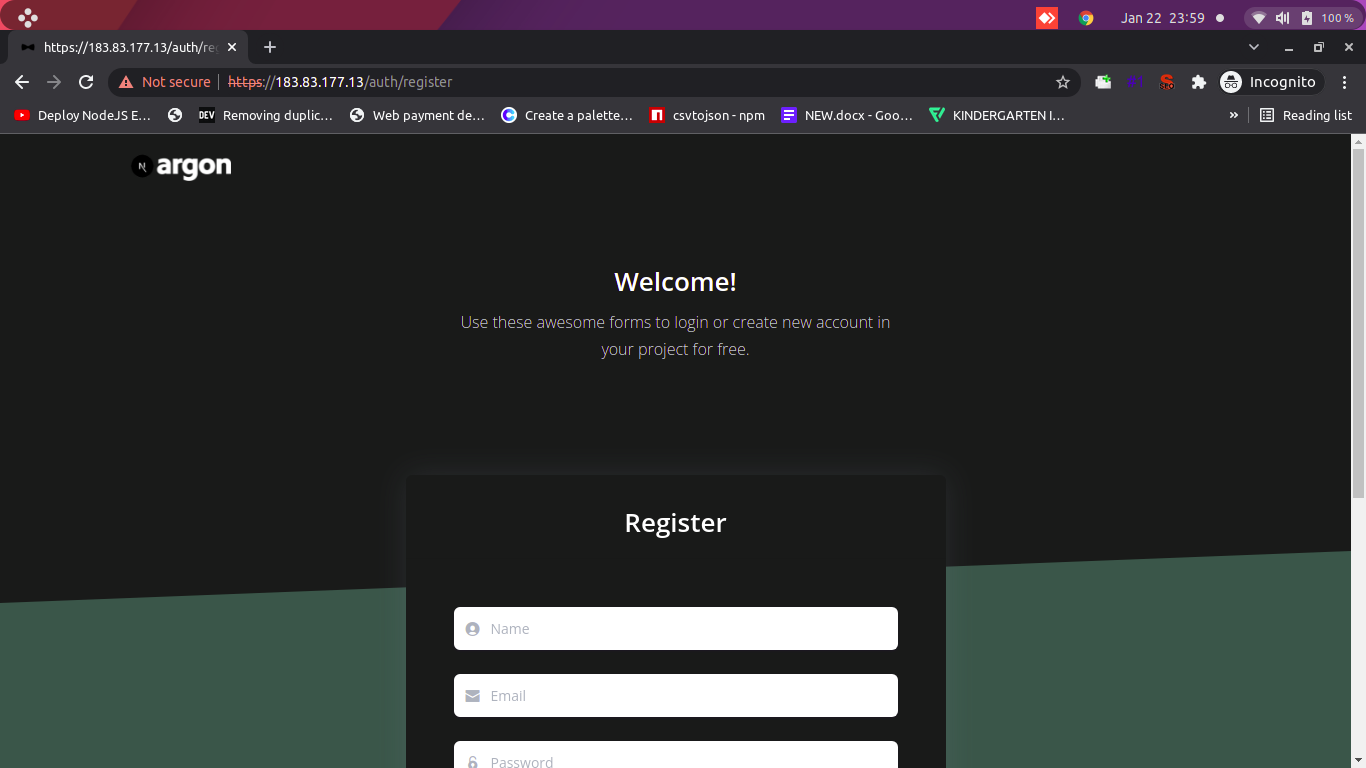 Jan 22 23:59
100 %
https://183.83.177.13/auth/reg
Not secure
https://183.83.177.13/auth/register
#1
SEO
Incognito
Deploy NodeJS E…
DEV
Removing duplic…
Web payment de…
Create a palette…
n
csvtojson - npm
NEW.docx - Goo…
KINDERGARTEN I…
»
Reading list
N argon
Welcome!
Use these awesome forms to login or create new account in
your project for free.
Register
Name
Email
Password